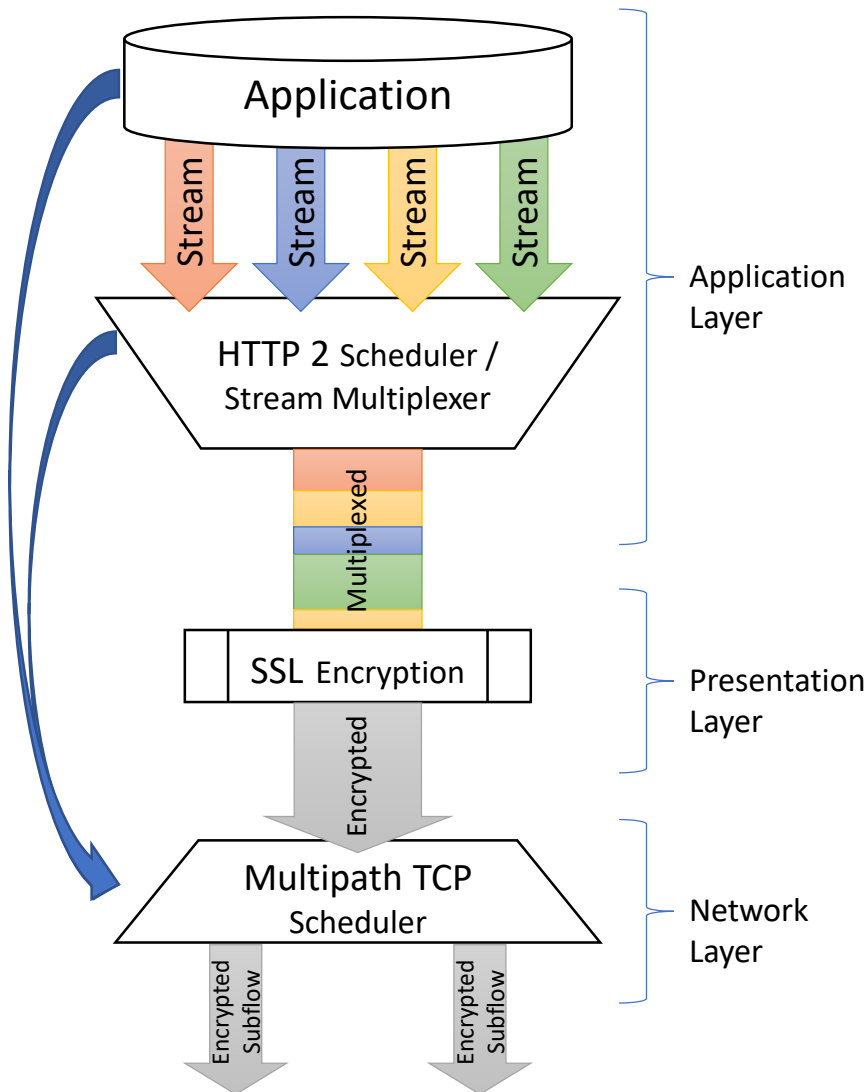 Application
Stream
Stream
Stream
Stream
Application
Layer
HTTP 2 Scheduler /
Stream Multiplexer
Multiplexed
SSL Encryption
Presentation
Layer
Encrypted
Multipath TCP
Scheduler
Network
Layer
Encrypted
Subflow
Encrypted
Subflow